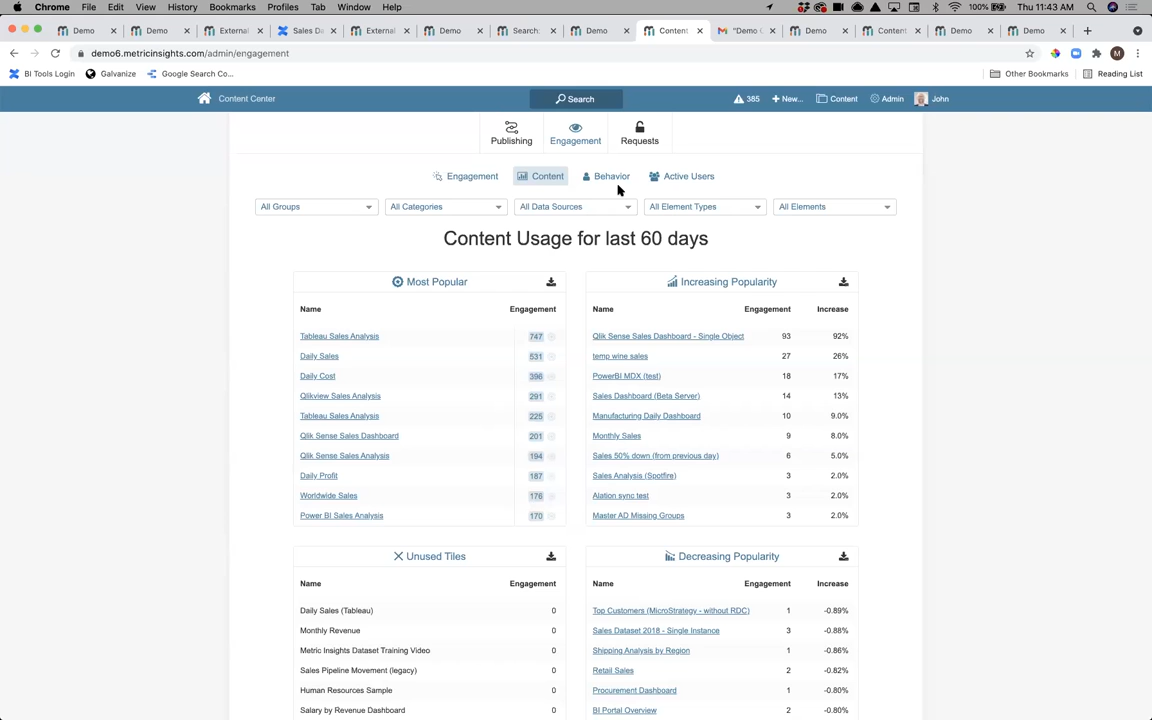 Chrome File Edit View History Bookmarks Profiles Tab Window Help 100% Thu 11:43 AM
Demo Demo External Sales Da External Demo Search: Demo Content "Demo C Demo Content Demo Demo
demo6.metricinsights.com/admin/engagement
BI Tools Login Galvanize Google Search Co... Other Bookmarks Reading List
Content Center Search 385 + New... Content Admin John
Publishing Engagement Requests
Engagement Content Behavior Active Users
All Groups All Categories All Data Sources All Element Types All Elements
Content Usage for last 60 days
Most Popular
Name Engagement
Tableau Sales Analysis 747
Daily Sales 531
Daily Cost 396
Qlikview Sales Analysis 291
Tableau Sales Analysis 225
Qlik Sense Sales Dashboard 201
Qlik Sense Sales Analysis 194
Daily Profit 187
Worldwide Sales 176
Power BI Sales Analysis 170
Increasing Popularity
Name Engagement Increase
Qlik Sense Sales Dashboard - Single Object 93 92%
temp wine sales 27 26%
PowerBI MDX (test) 18 17%
Sales Dashboard (Beta Server) 14 13%
Manufacturing Daily Dashboard 10 9.0%
Monthly Sales 9 8.0%
Sales 50% down (from previous day) 6 5.0%
Sales Analysis (Spotfire) 3 2.0%
Alation sync test 3 2.0%
Master AD Missing Groups 3 2.0%
Unused Tiles
Name Engagement
Daily Sales (Tableau) 0
Monthly Revenue 0
Metric Insights Dataset Training Video 0
Sales Pipeline Movement (legacy) 0
Human Resources Sample 0
Salary by Revenue Dashboard 0
Decreasing Popularity
Name Engagement Increase
Top Customers (MicroStrategy - without RDC) 1 -0.89%
Sales Dataset 2018 - Single Instance 3 -0.88%
Shipping Analysis by Region 1 -0.86%
Retail Sales 2 -0.82%
Procurement Dashboard 1 -0.80%
BI Portal Overview 2 -0.80%